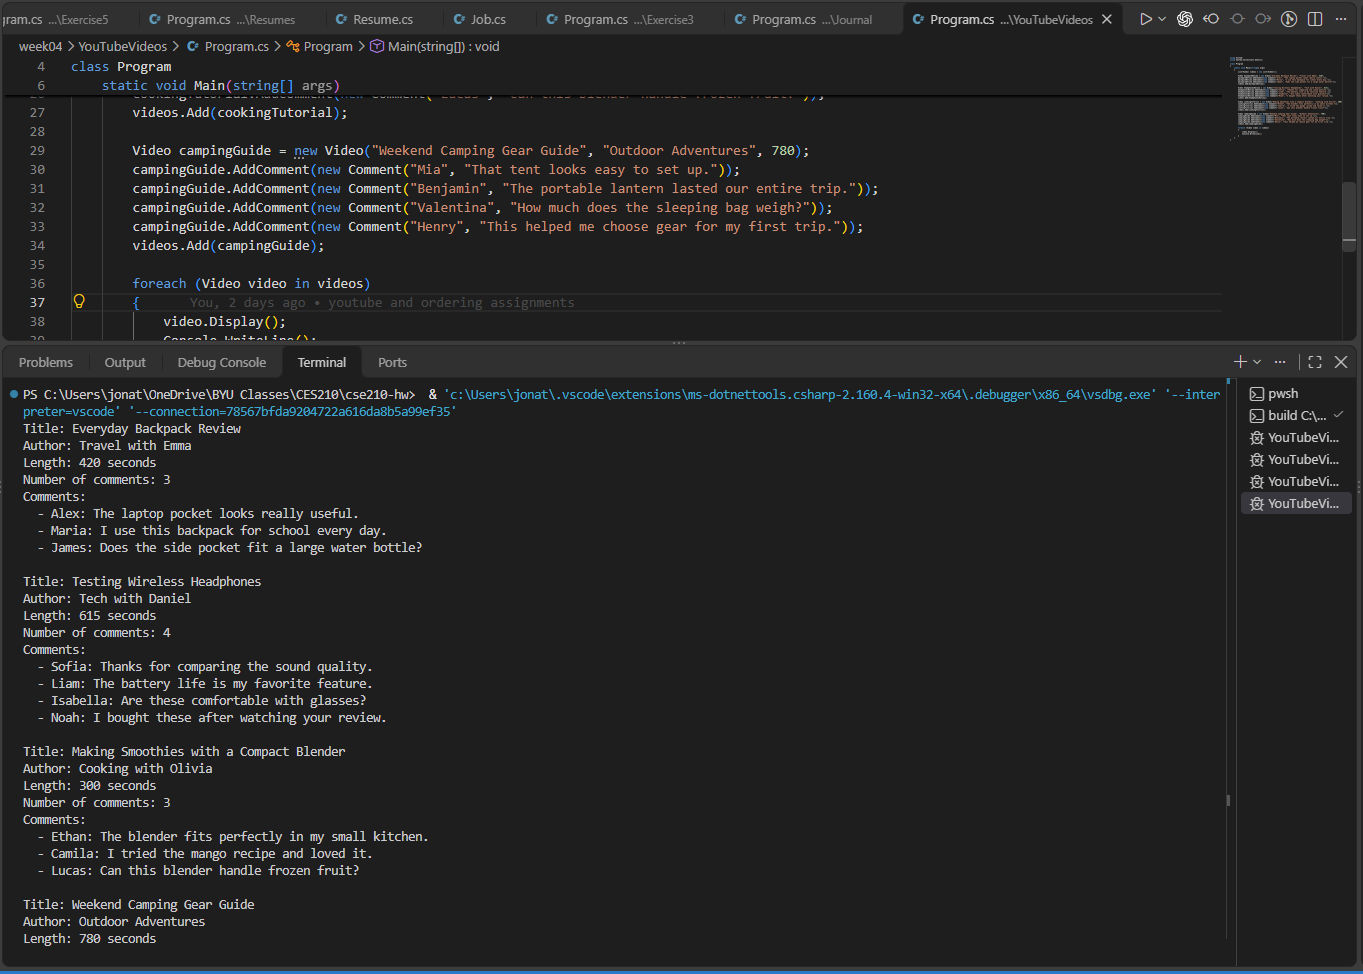 gram.cs ...\Exercise5 Program.cs ...\Resumes Resume.cs Job.cs Program.cs ...\Exercise3 Program.cs ...\Journal Program.cs ...\YouTubeVideos
week04 > YouTubeVideos > Program.cs > Program > Main(string[]) : void
4 class Program
6 static void Main(string[] args)
27 videos.Add(cookingTutorial);
28
29 Video campingGuide = new Video("Weekend Camping Gear Guide", "Outdoor Adventures", 780);
30 campingGuide.AddComment(new Comment("Mia", "That tent looks easy to set up."));
31 campingGuide.AddComment(new Comment("Benjamin", "The portable lantern lasted our entire trip."));
32 campingGuide.AddComment(new Comment("Valentina", "How much does the sleeping bag weigh?"));
33 campingGuide.AddComment(new Comment("Henry", "This helped me choose gear for my first trip."));
34 videos.Add(campingGuide);
35
36 foreach (Video video in videos)
37 { You, 2 days ago • youtube and ordering assignments
38 video.Display();
39 Console.WriteLine();
Problems Output Debug Console Terminal Ports
PS C:\Users\jonat\OneDrive\BYU Classes\CES210\cse210-hw> & 'c:\Users\jonat\.vscode\extensions\ms-dotnettools.csharp-2.160.4-win32-x64\.debugger\x86_64\vsdbg.exe' '--inter
preter=vscode' '--connection=78567bfda9204722a616da8b5a99ef35'
Title: Everyday Backpack Review
Author: Travel with Emma
Length: 420 seconds
Number of comments: 3
Comments:
- Alex: The laptop pocket looks really useful.
- Maria: I use this backpack for school every day.
- James: Does the side pocket fit a large water bottle?
Title: Testing Wireless Headphones
Author: Tech with Daniel
Length: 615 seconds
Number of comments: 4
Comments:
- Sofia: Thanks for comparing the sound quality.
- Liam: The battery life is my favorite feature.
- Isabella: Are these comfortable with glasses?
- Noah: I bought these after watching your review.
Title: Making Smoothies with a Compact Blender
Author: Cooking with Olivia
Length: 300 seconds
Number of comments: 3
Comments:
- Ethan: The blender fits perfectly in my small kitchen.
- Camila: I tried the mango recipe and loved it.
- Lucas: Can this blender handle frozen fruit?
Title: Weekend Camping Gear Guide
Author: Outdoor Adventures
Length: 780 seconds
pwsh
build C:\...
YouTubeVi...
YouTubeVi...
YouTubeVi...
YouTubeVi...